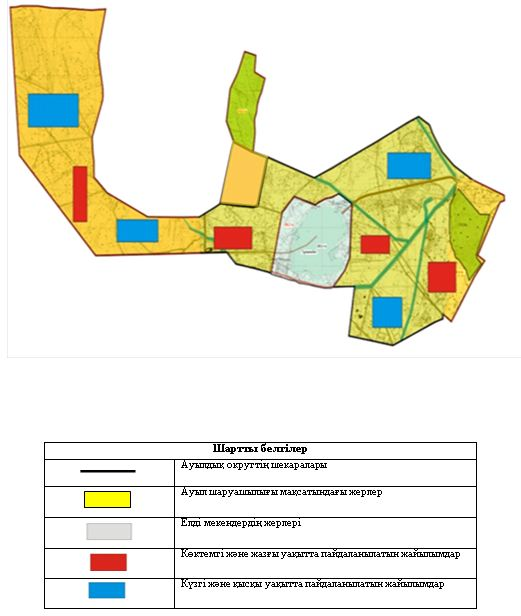 Шартты белгілер
Ауылдық округтің шекаралары
Ауыл шаруашылығы мақсатындағы жерлер
Елді мекендердің жерлері
Көктемгі және жазғы уақытта пайдаланылатын жайылымдар
Күзгі және қысқы уақытта пайдаланылатын жайылымдар